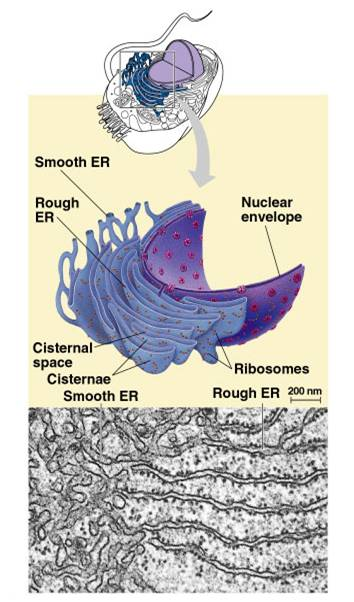 Smooth ER
Rough
ER
Nuclear
envelope
Cisternal
space
Cisternae
Ribosomes
Smooth ER
Rough ER
200 nm